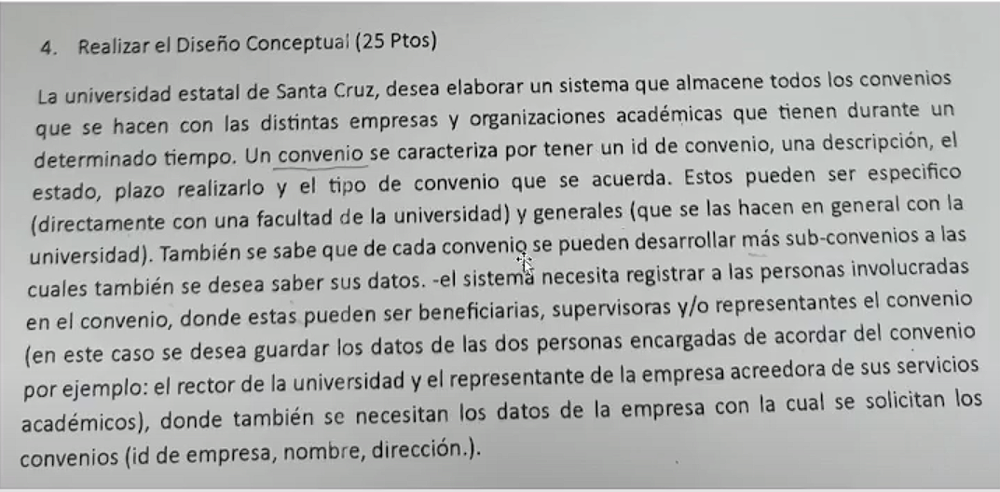 4. Realizar el Diseño Conceptual (25 Ptos)
La universidad estatal de Santa Cruz, desea elaborar un sistema que almacene todos los convenios
que se hacen con las distintas empresas y organizaciones académicas que tienen durante un
determinado tiempo. Un convenio se caracteriza por tener un id de convenio, una descripción, el
estado, plazo realizarlo y el tipo de convenio que se acuerda. Estos pueden ser especifico
(directamente con una facultad de la universidad) y generales (que se las hacen en general con la
universidad). También se sabe que de cada convenio se pueden desarrollar más sub-convenios a las
cuales también se desea saber sus datos. -el sistema necesita registrar a las personas involucradas
en el convenio, donde estas pueden ser beneficiarias, supervisoras y/o representantes el convenio
(en este caso se desea guardar los datos de las dos personas encargadas de acordar del convenio
por ejemplo: el rector de la universidad y el representante de la empresa acreedora de sus servicios
académicos), donde también se necesitan los datos de la empresa con la cual se solicitan los
convenios (id de empresa, nombre, dirección.).